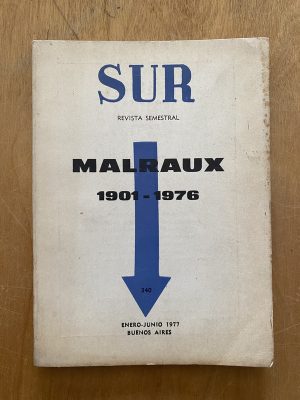 SUR
REVISTA SEMESTRAL
MALRAUX
1901 - 1976
340
ENERO-JUNIO 1977
BUENOS AIRES